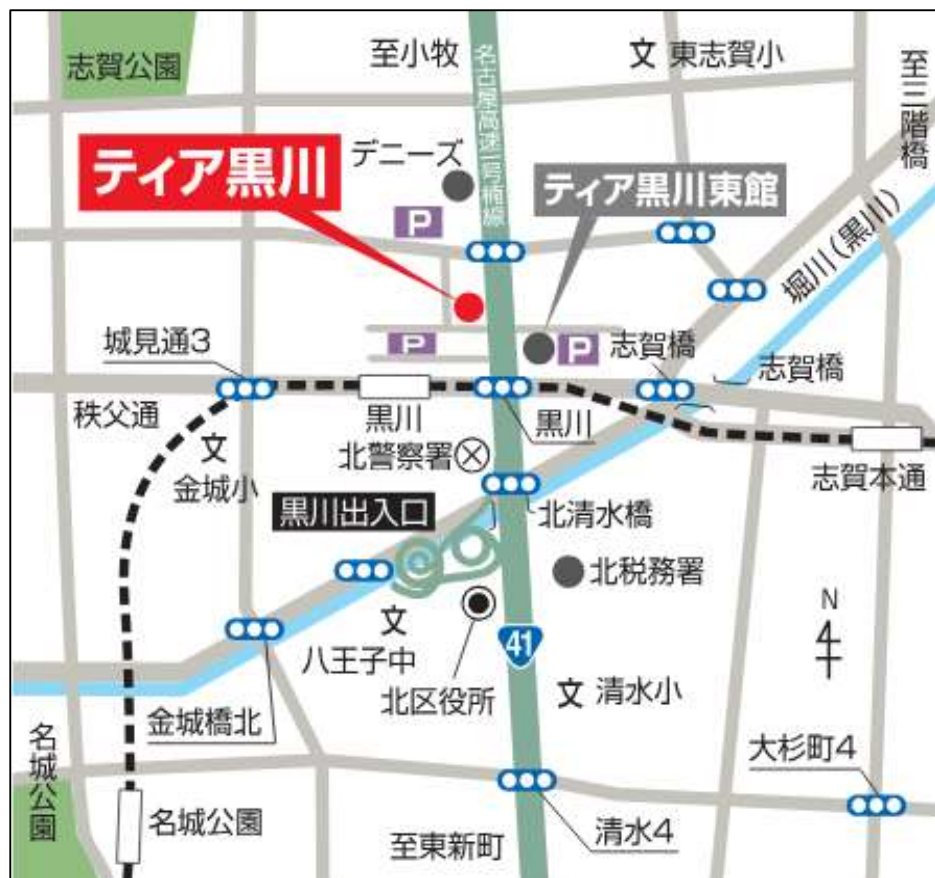 志賀公園
至小牧
名古屋高速1号楠線
文 東志賀小
至三階橋
デニーズ
ティア黒川
ティア黒川東館
P
堀川(黒川)
城見通3
P
P
志賀橋
志賀橋
秩父通
黒川
黒川
文
金城小
北警察署
志賀本通
黒川出入口
北清水橋
北税務署
N
文
八王子中
41
北区役所
文 清水小
金城橋北
名城公園
大杉町4
名城公園
至東新町
清水4